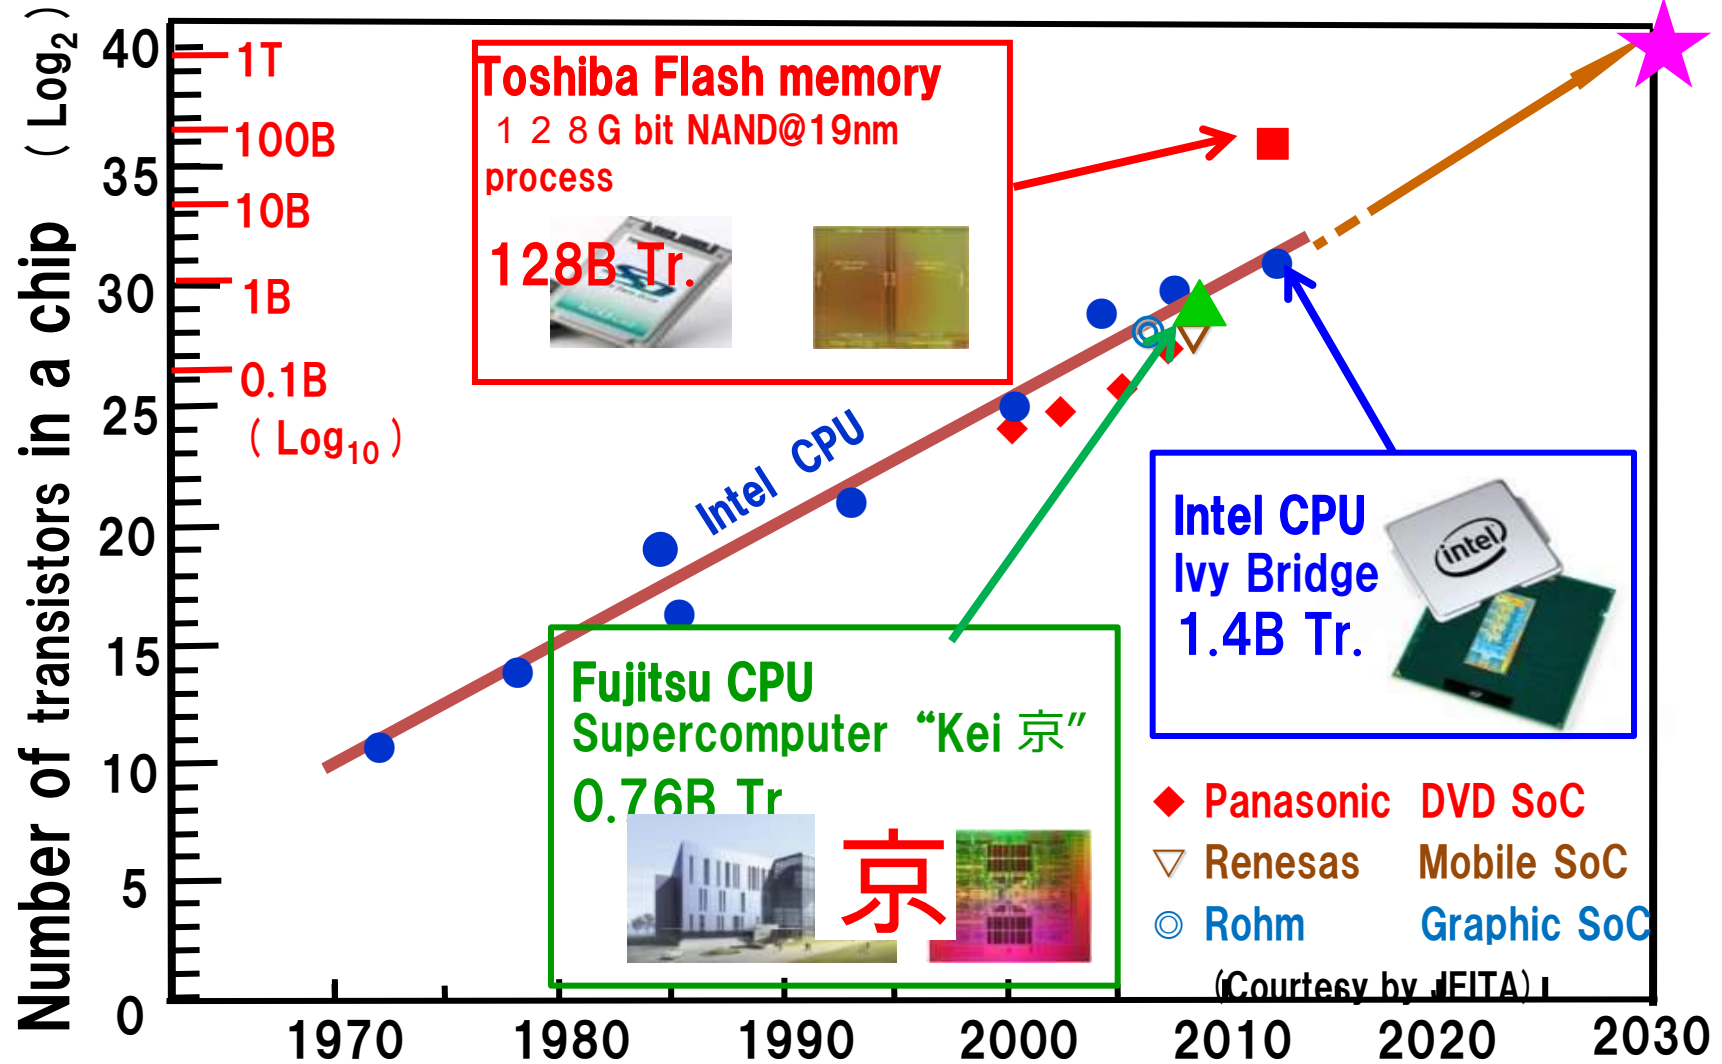 Number of transistors in a chip （Log2）
40
35
30
25
20
15
10
5
0
1T
100B
10B
1B
0.1B
（Log10）
Toshiba Flash memory
１２８G bit NAND@19nm
process
128B Tr.
Intel CPU
Intel CPU
Ivy Bridge
1.4B Tr.
intel
Fujitsu CPU
Supercomputer “Kei 京”
0.76B Tr
京
Panasonic DVD SoC
Renesas Mobile SoC
Rohm Graphic SoC
(Courtesy by JEITA)
1970 1980 1990 2000 2010 2020 2030